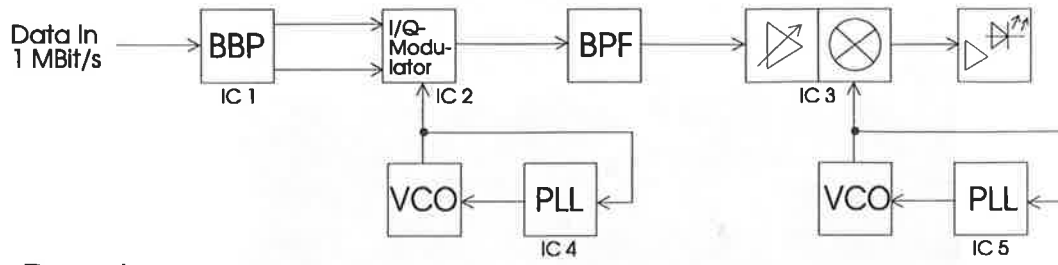 Data In
1 MBit/s
BBP
IC 1
I/Q-
Modu-
lator
IC 2
BPF
IC 3
VCO
PLL
IC 4
VCO
PLL
IC 5